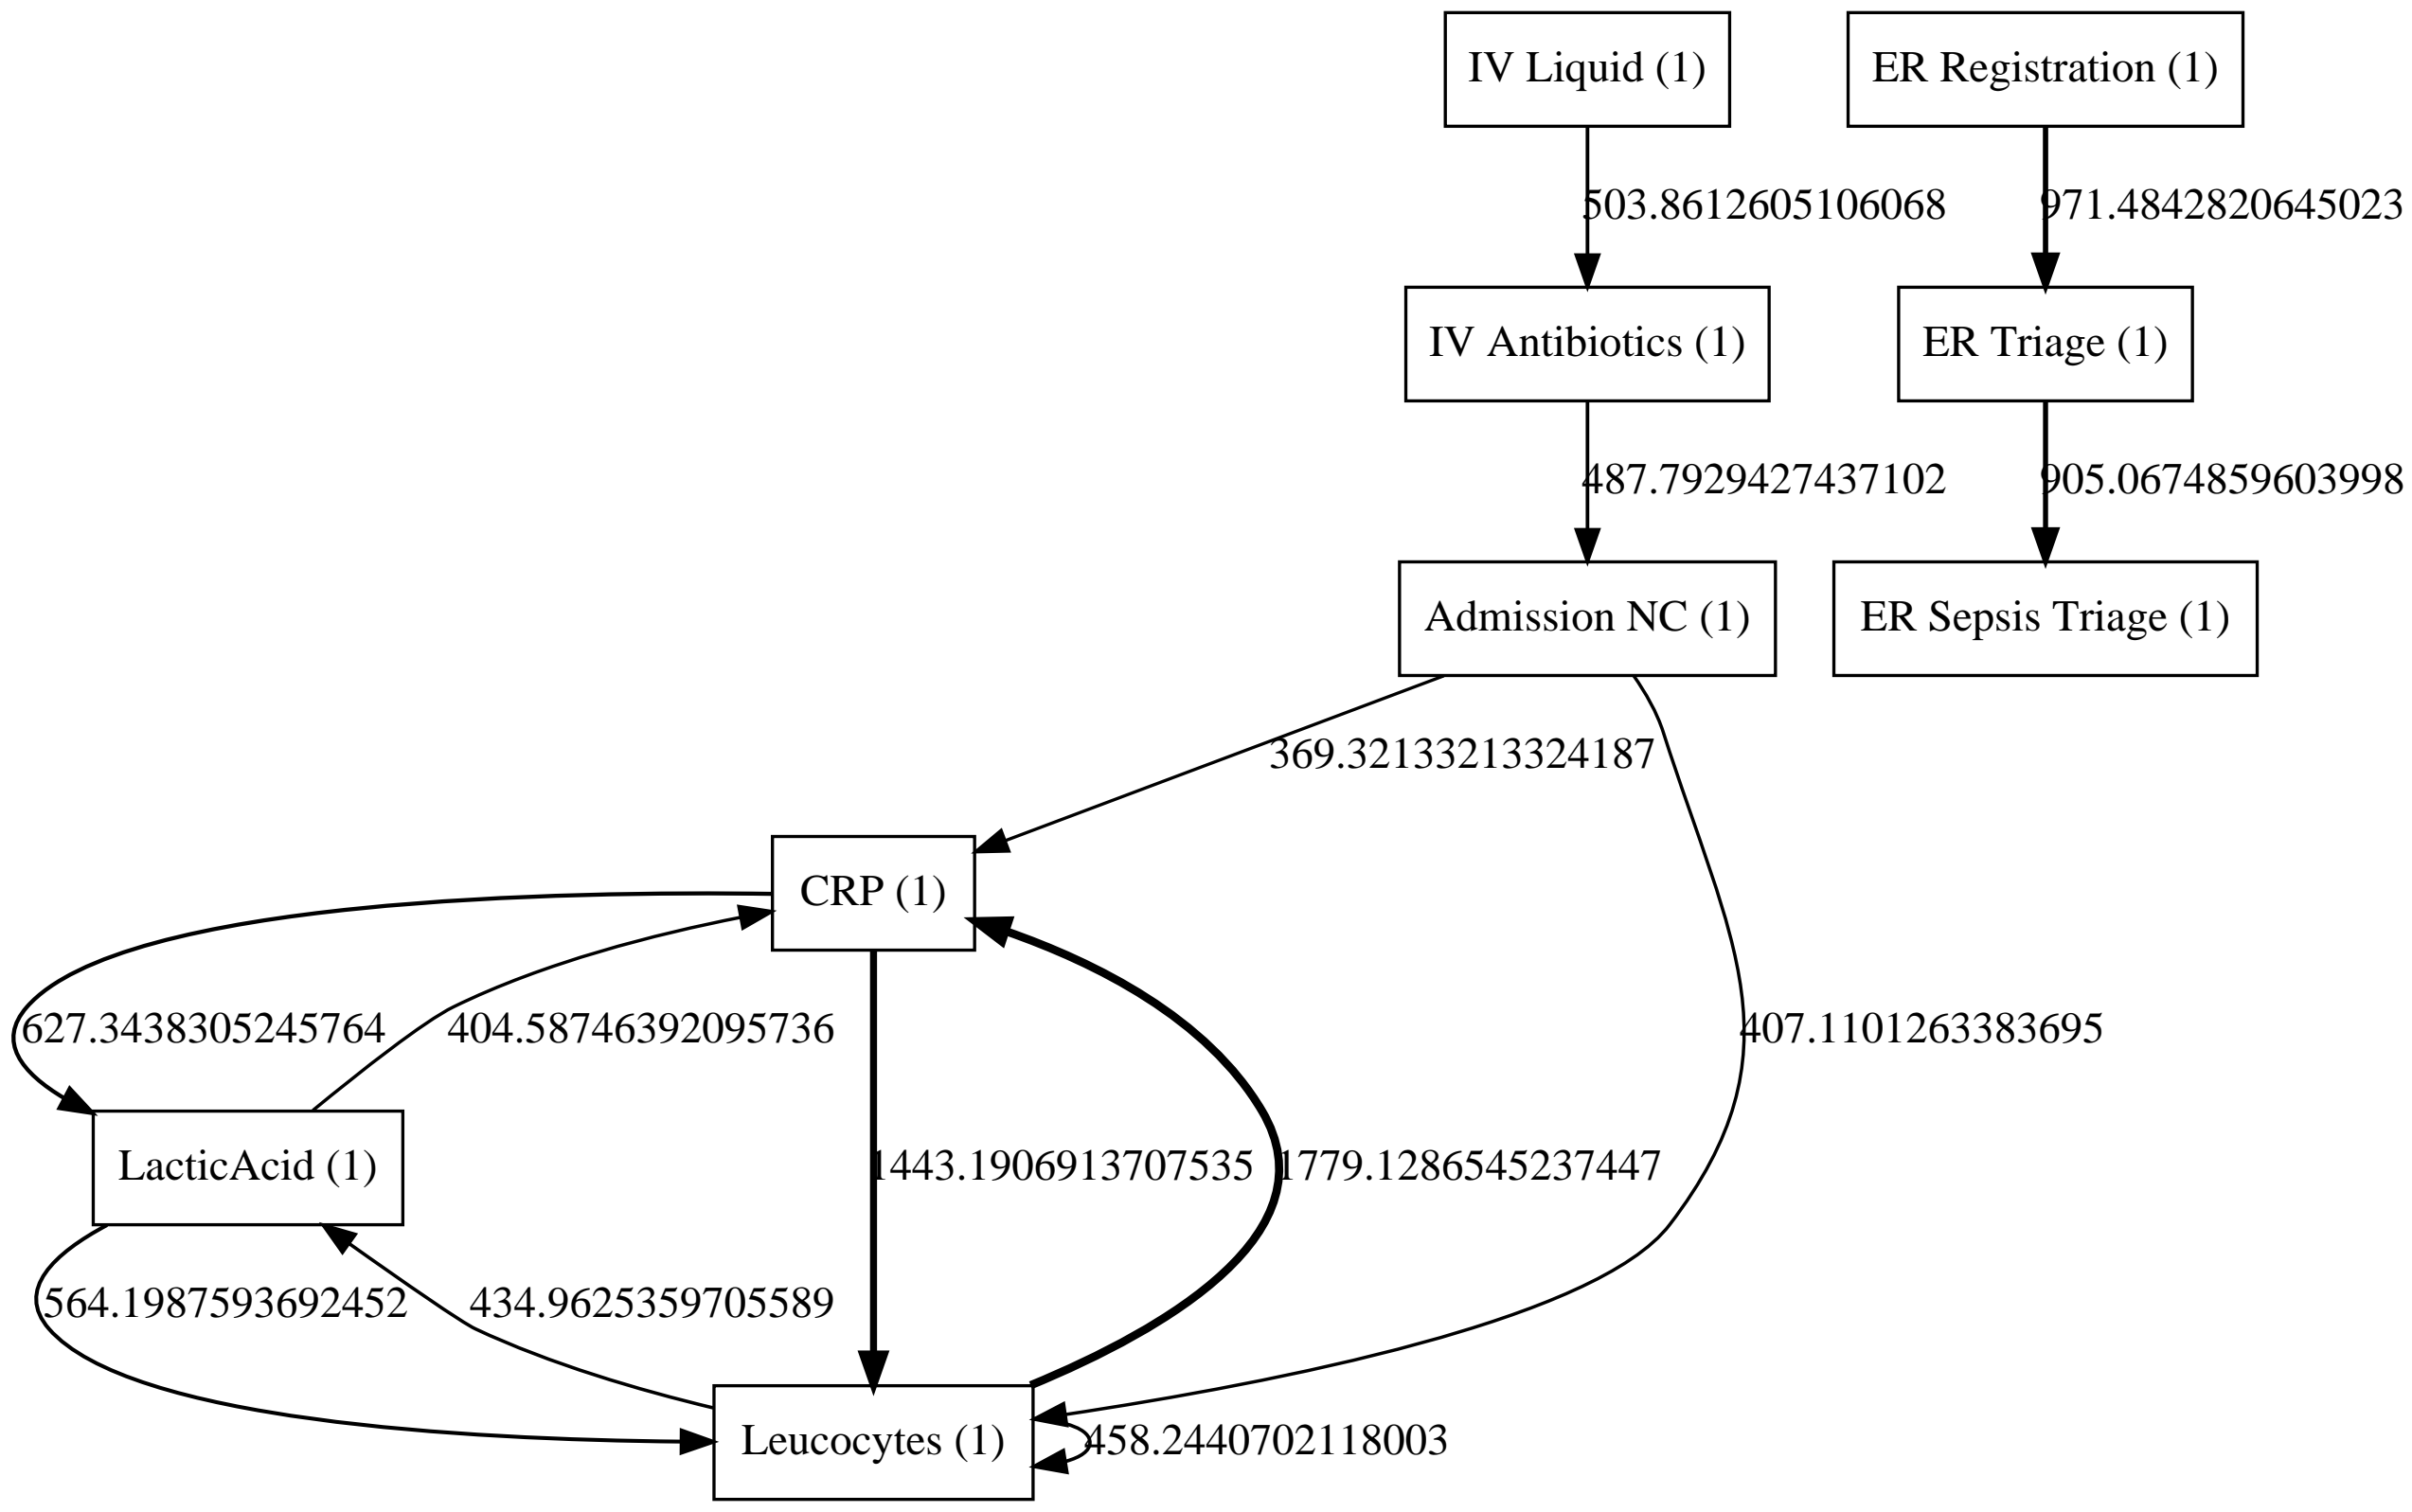 IV Liquid (1)
ER Registration (1)
503.8612605106068
971.4842820645023
IV Antibiotics (1)
ER Triage (1)
487.7929427437102
905.0674859603998
Admission NC (1)
ER Sepsis Triage (1)
369.32133213324187
CRP (1)
627.3438305245764
404.58746392095736
407.1101263383695
LacticAcid (1)
1443.1906913707535
1779.1286545237447
564.1987593692452
434.9625359705589
Leucocytes (1)
458.2440702118003